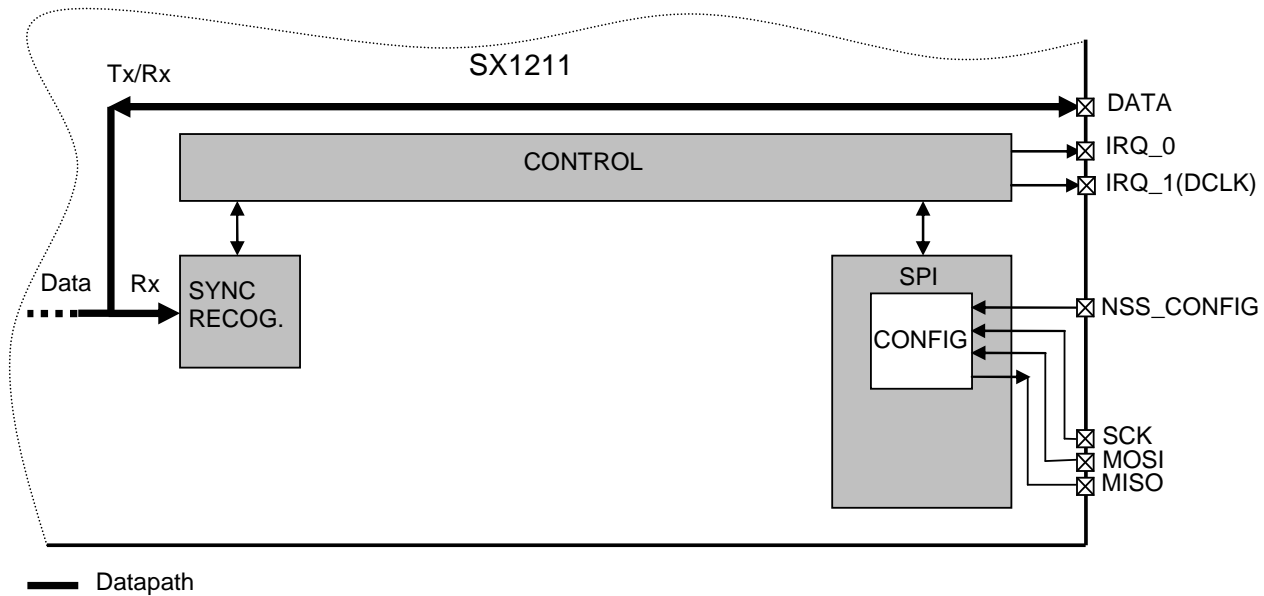 SX1211
Tx/Rx
DATA
IRQ_0
CONTROL
IRQ_1(DCLK)
Data
Rx
SYNC
RECOG.
SPI
CONFIG
NSS_CONFIG
SCK
MOSI
MISO
Datapath